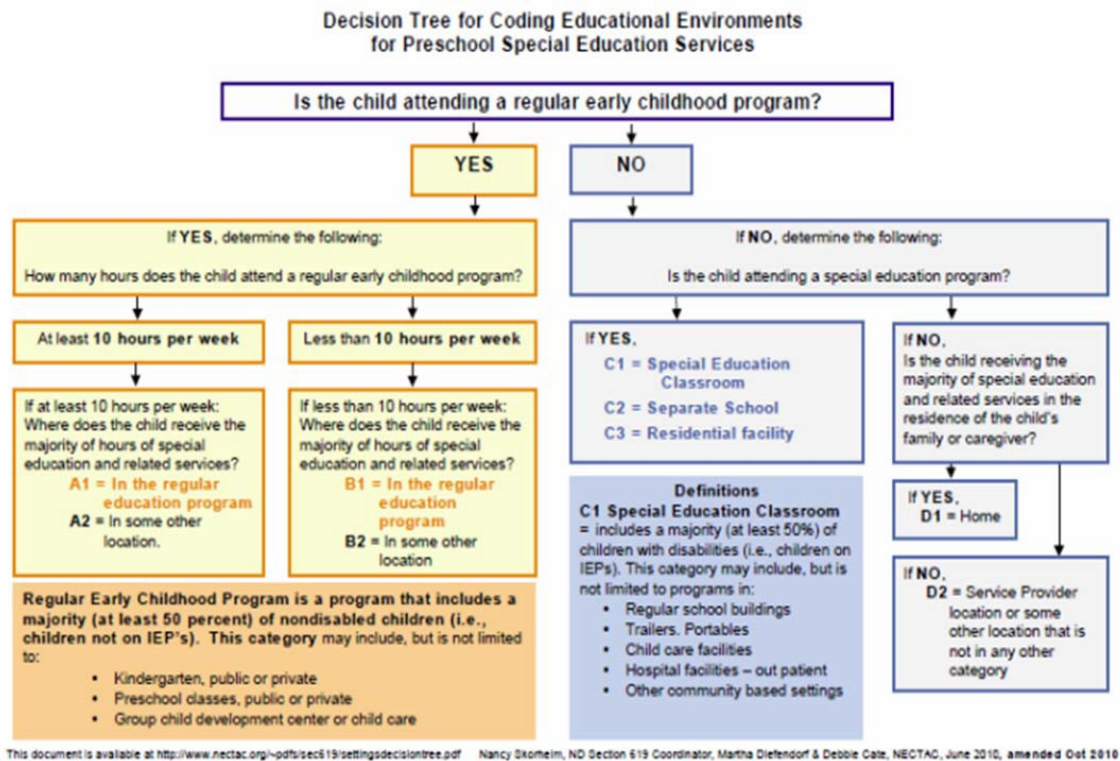 Decision Tree for Coding Educational Environments
for Preschool Special Education Services
Is the child attending a regular early childhood program?
YES
NO
If YES, determine the following:
How many hours does the child attend a regular early childhood program?
If NO, determine the following:
Is the child attending a special education program?
At least 10 hours per week
Less than 10 hours per week
If at least 10 hours per week:
Where does the child receive the
majority of hours of special
education and related services?
A1 = In the regular
education program
A2 = In some other
location.
If less than 10 hours per week:
Where does the child receive the
majority of hours of special
education and related services?
B1 = In the regular
education
program
B2 = In some other
location
If YES,
C1 = Special Education
Classroom
C2 = Separate School
C3 = Residential facility
If NO,
Is the child receiving the
majority of special education
and related services in the
residence of the child's
family or caregiver?
If YES,
D1 = Home
If NO,
D2 = Service Provider
location or some
other location that is
not in any other
category
Regular Early Childhood Program is a program that includes a
majority (at least 50 percent) of nondisabled children (i.e.,
children not on IEP's). This category may include, but is not limited
to:
• Kindergarten, public or private
• Preschool classes, public or private
• Group child development center or child care
Definitions
C1 Special Education Classroom
= includes a majority (at least 50%) of
children with disabilities (i.e., children on
IEPs). This category may include, but is
not limited to programs in:
• Regular school buildings
• Trailers. Portables
• Child care facilities
• Hospital facilities – out patient
• Other community based settings
This document is available at http://www.nectac.org/~pdfs/sec619/settingsdecisiontree.pdf Nancy Skorheim, ND Section 619 Coordinator, Martha Diefendorf & Debbie Cate, NECTAC, June 2010, amended Oct 2010